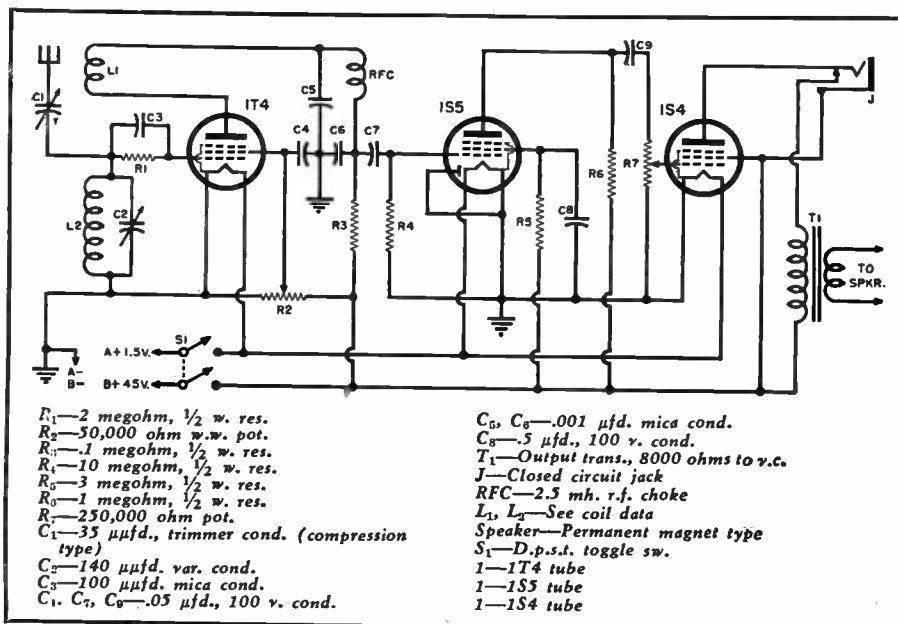 C1
L1
C3
R1
L2
C2
1T4
C4
C5
C6
RFC
C7
R3
R4
R2
1S5
R5
C8
R6
C9
R7
1S4
J
T1
TO
SPKR.
A-
B-
S1
A+ 1.5V.
B+ 45V.
R₁—2 megohm, ½ w. res.
R₂—50,000 ohm w.w. pot.
R₃—.1 megohm, ½ w. res.
R₄—10 megohm, ½ w. res.
R₅—3 megohm, ½ w. res.
R₆—1 megohm, ½ w. res.
R₇—250,000 ohm pot.
C₁—35 µµfd., trimmer cond. (compression
type)
C₂—140 µµfd. var. cond.
C₃—100 µµfd. mica cond.
C₄, C₇, C₉—.05 µfd., 100 v. cond.
C₅, C₆—.001 µfd. mica cond.
C₈—.5 µfd., 100 v. cond.
T₁—Output trans., 8000 ohms to v.c.
J—Closed circuit jack
RFC—2.5 mh. r.f. choke
L₁, L₂—See coil data
Speaker—Permanent magnet type
S₁—D.p.s.t. toggle sw.
1—1T4 tube
1—1S5 tube
1—1S4 tube